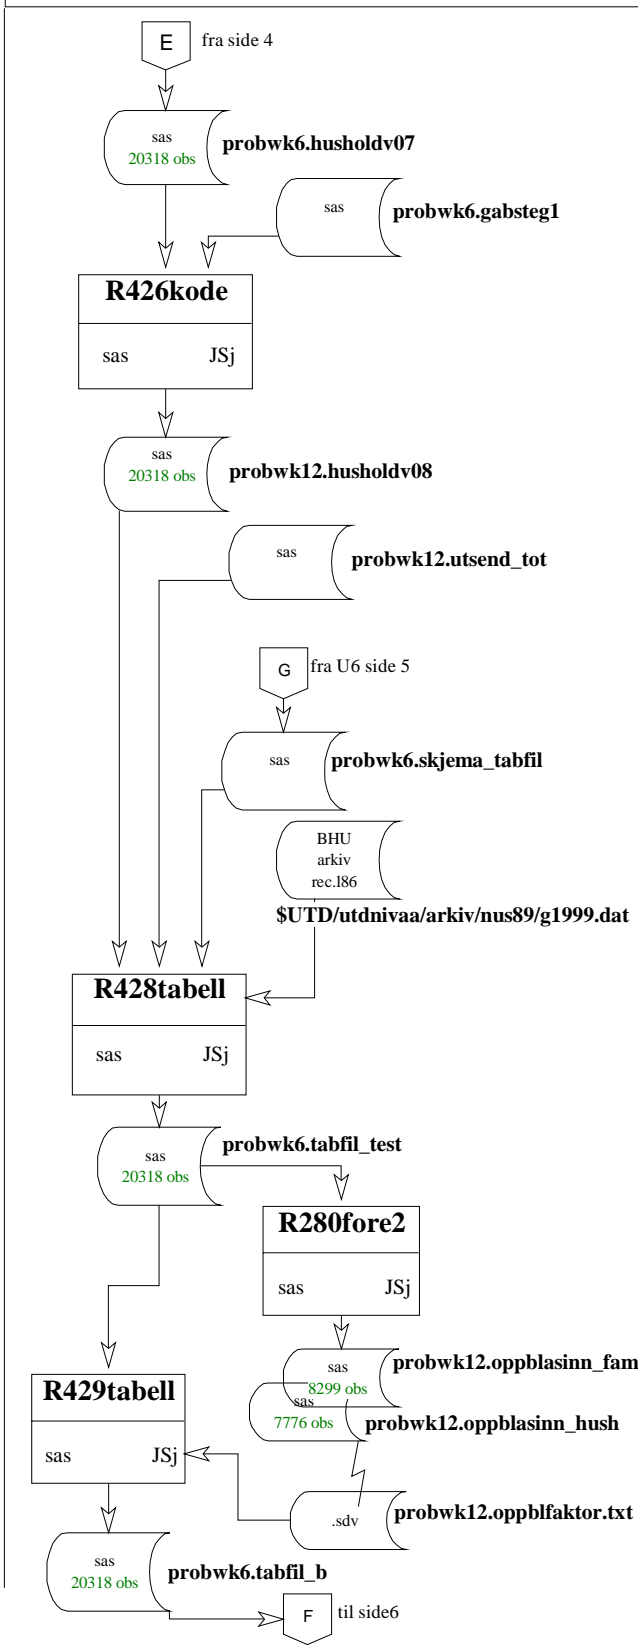 E
fra side 4
sas
20318 obs
probwk6.husholdv07
sas
probwk6.gabsteg1
R426kode
sas JSj
sas
20318 obs
probwk12.husholdv08
sas
probwk12.utsend_tot
G
fra U6 side 5
sas
probwk6.skjema_tabfil
BHU
arkiv
rec.l86
$UTD/utdnivaa/arkiv/nus89/g1999.dat
R428tabell
sas JSj
sas
20318 obs
probwk6.tabfil_test
R280fore2
sas JSj
sas
8299 obs
probwk12.oppblasinn_fam
sas
7776 obs
probwk12.oppblasinn_hush
R429tabell
sas JSj
.sdv
probwk12.oppblfaktor.txt
sas
20318 obs
probwk6.tabfil_b
F
til side6